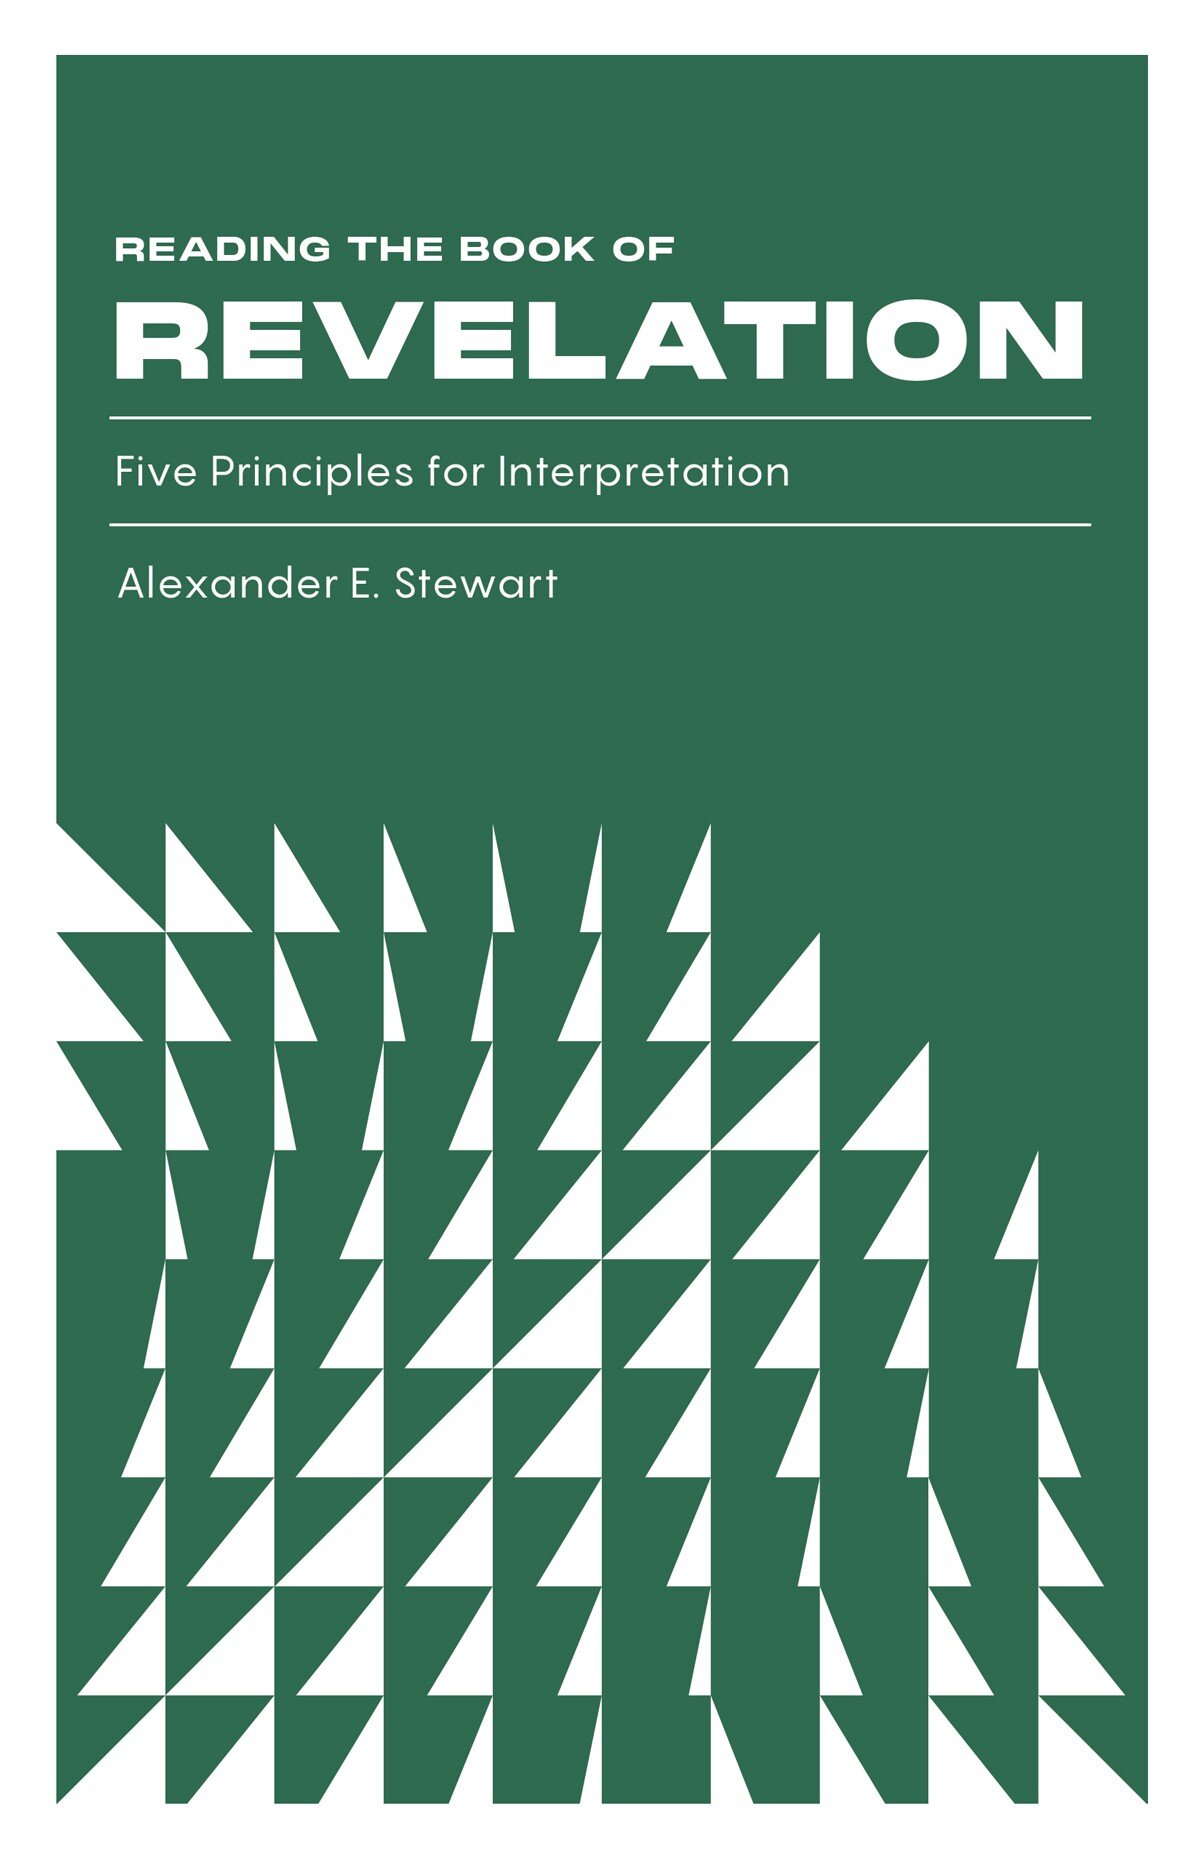 READING THE BOOK OF
REVELATION
Five Principles for Interpretation
Alexander E. Stewart